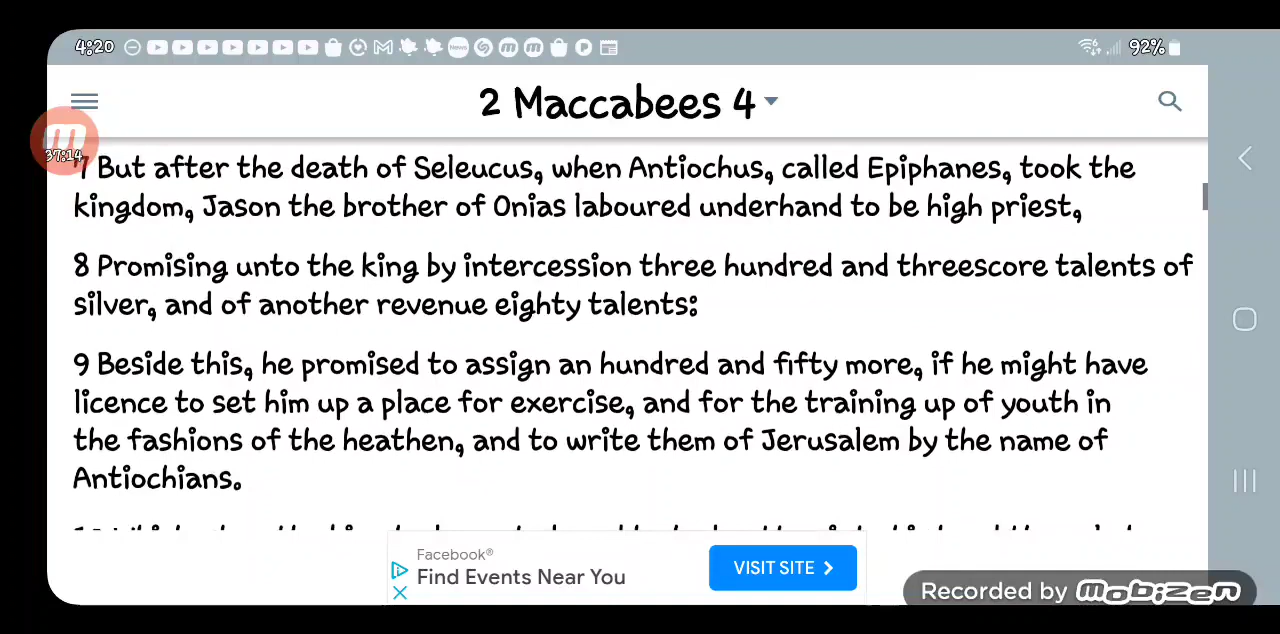 4:20
92%
2 Maccabees 4
37:14
7 But after the death of Seleucus, when Antiochus, called Epiphanes, took the
kingdom, Jason the brother of Onias laboured underhand to be high priest,
8 Promising unto the king by intercession three hundred and threescore talents of
silver, and of another revenue eighty talents:
9 Beside this, he promised to assign an hundred and fifty more, if he might have
licence to set him up a place for exercise, and for the training up of youth in
the fashions of the heathen, and to write them of Jerusalem by the name of
Antiochians.
Facebook®
Find Events Near You
VISIT SITE
Recorded by mobizen